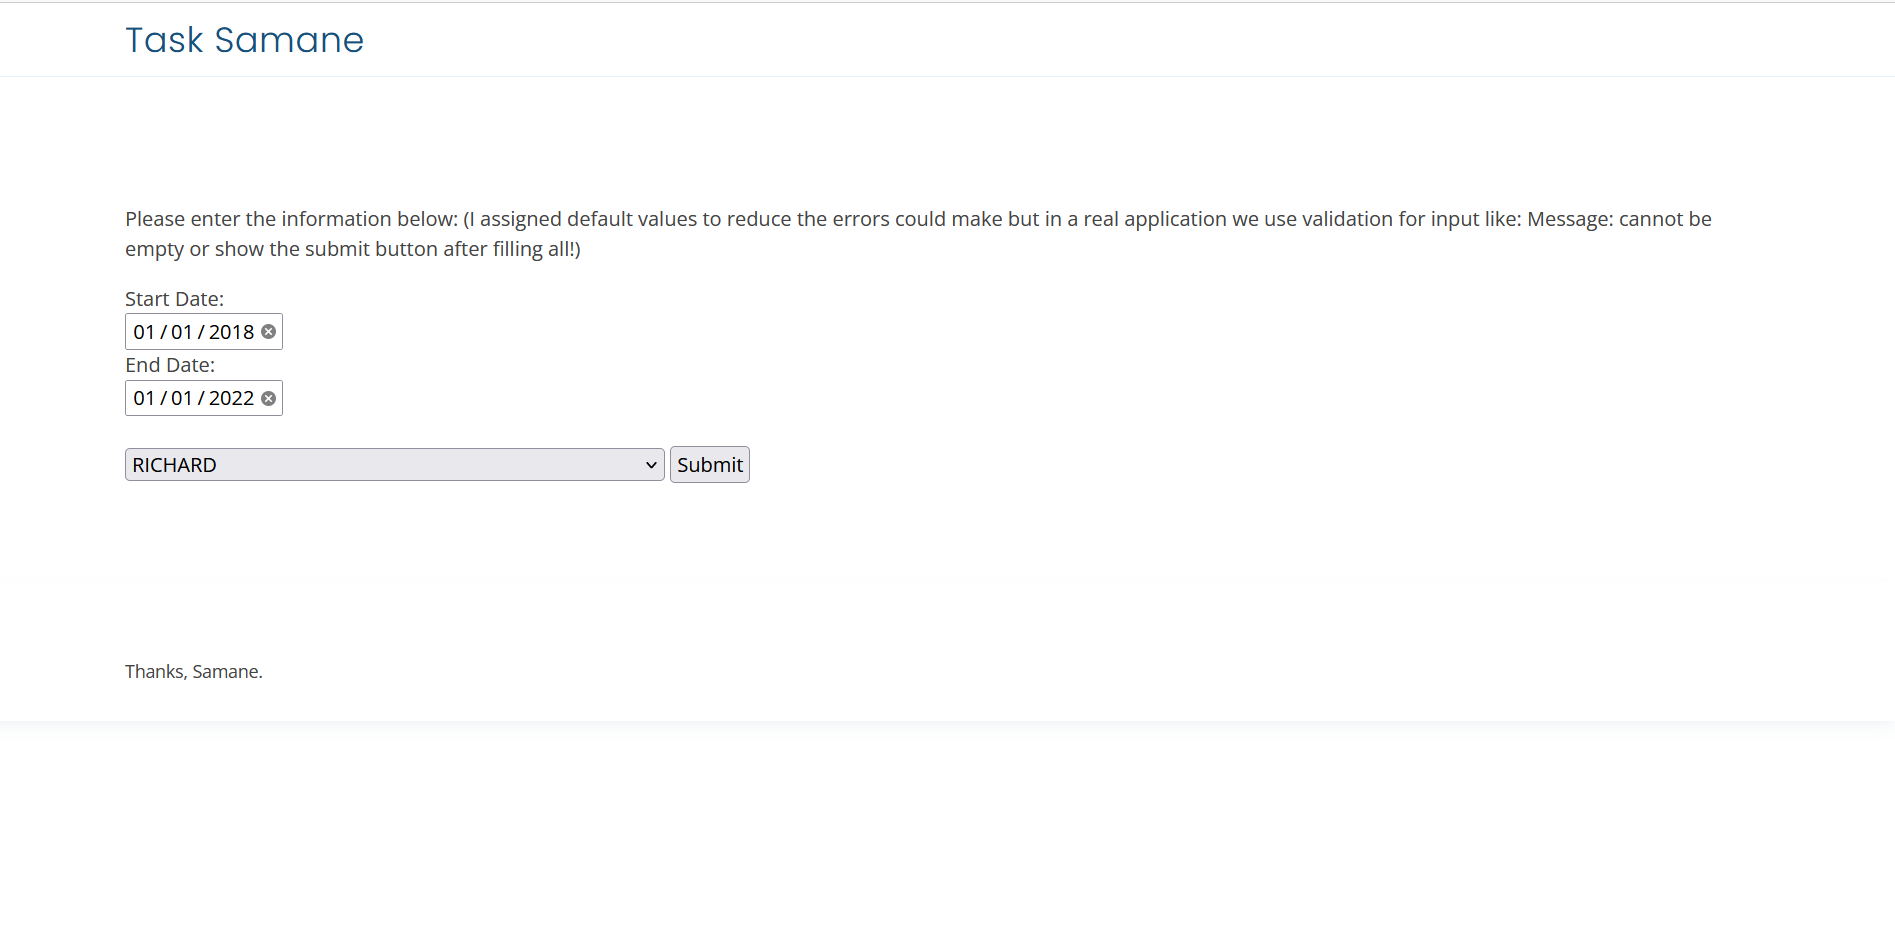 Task Samane
Please enter the information below: (I assigned default values to reduce the errors could make but in a real application we use validation for input like: Message: cannot be
empty or show the submit button after filling all!)
Start Date:
01 / 01 / 2018
End Date:
01 / 01 / 2022
RICHARD Submit
Thanks, Samane.